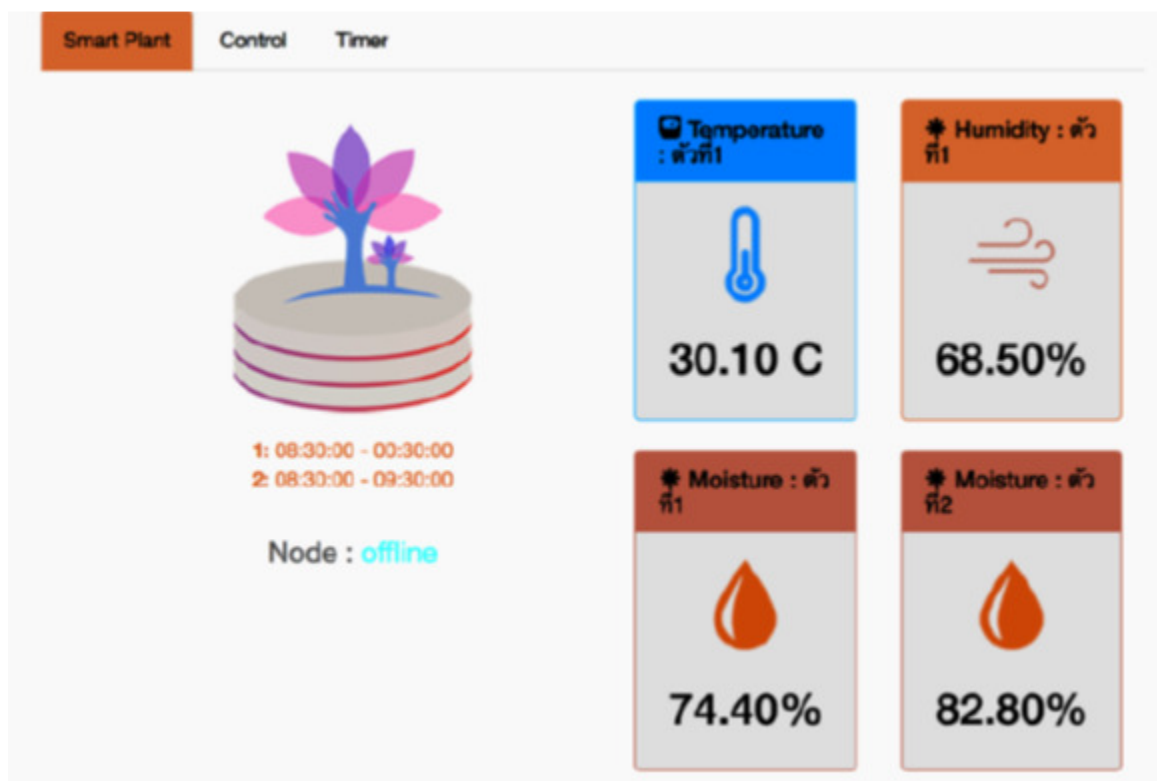 Smart Plant Control Timer
1: 08:30:00 - 00:30:00
2: 08:30:00 - 09:30:00
Node : offline
Temperature
: ตัวที่1
30.10 C
Humidity : ตัว
ที่1
68.50%
Moisture : ตัว
ที่1
74.40%
Moisture : ตัว
ที่2
82.80%